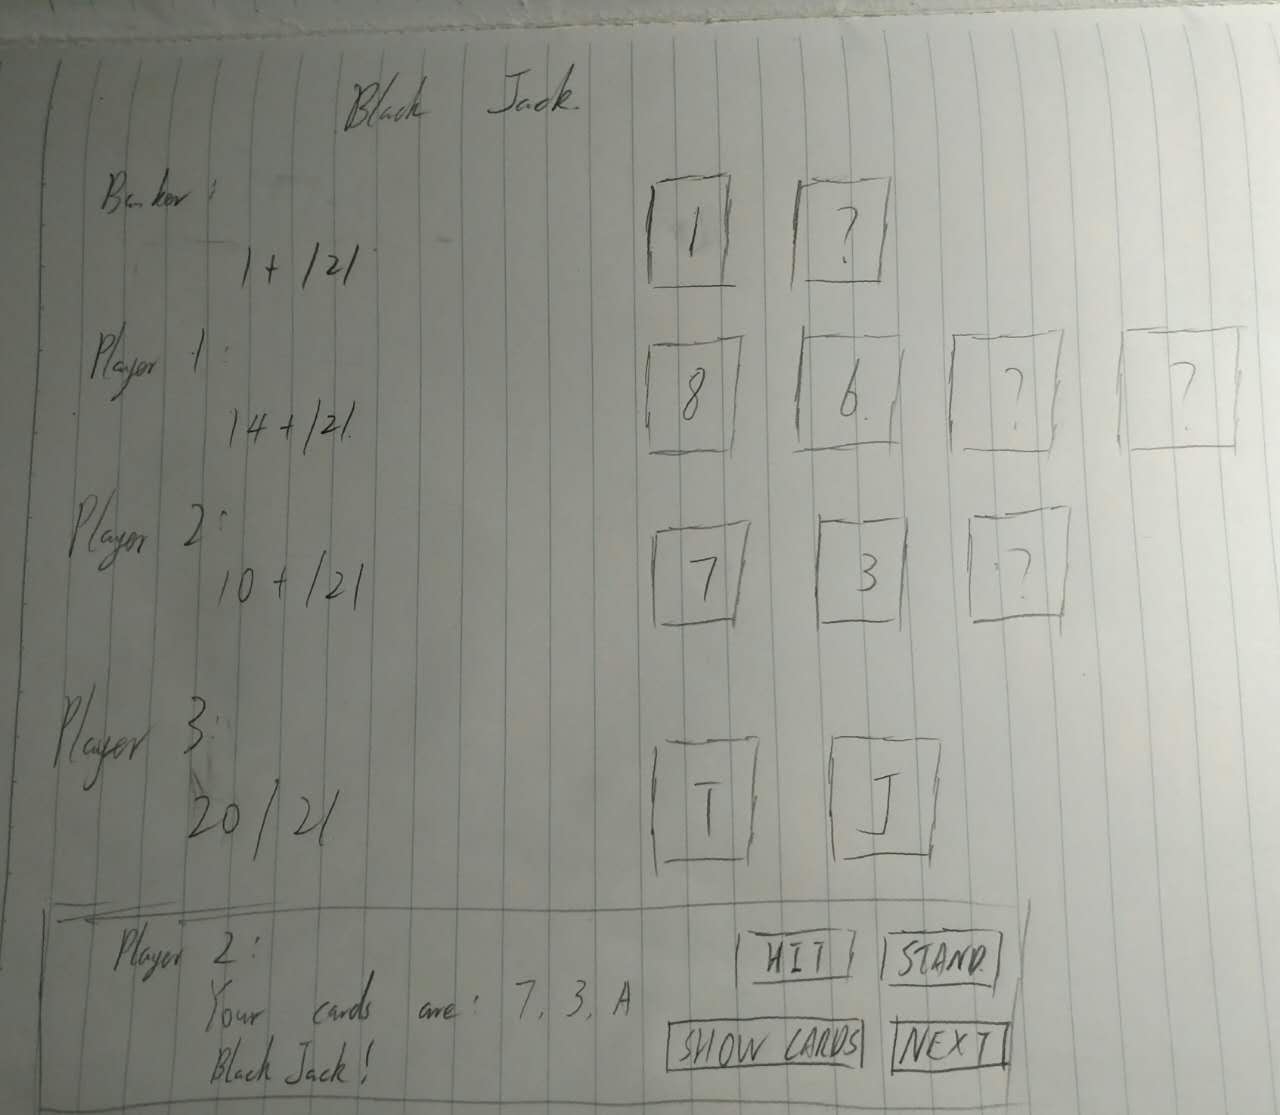 Black Jack.
Banker:
1 ?
1+ /21
Player 1:
8 6 ? ?
14+/21
Player 2:
7 3 ?
10+/21
Player 3:
T J
20/21
Player 2:
HIT STAND
Your cards are: 7, 3, A
SHOW CARDS NEXT
Black Jack!